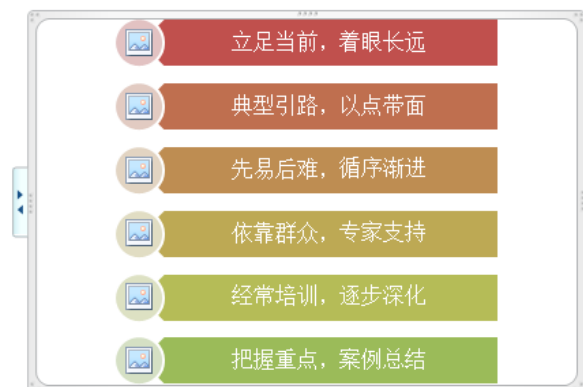 立足当前，着眼长远
典型引路，以点带面
先易后难，循序渐进
依靠群众，专家支持
经常培训，逐步深化
把握重点，案例总结